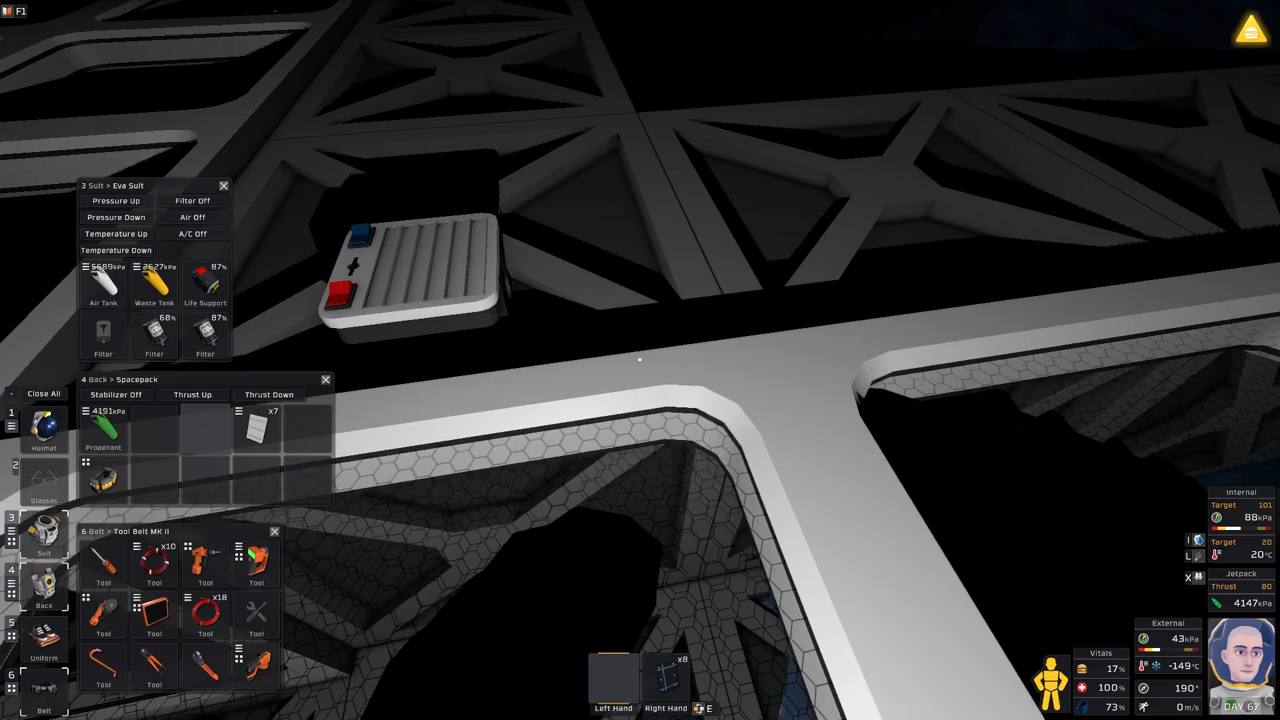 F1
3 Suit > Eva Suit
Pressure Up
Filter Off
Pressure Down
Air Off
Temperature Up
A/C Off
Temperature Down
5689kPa
2627kPa
87%
Air Tank
Waste Tank
Life Support
68%
87%
Filter
Filter
Filter
4 Back > Spacepack
Stabilizer Off
Thrust Up
Thrust Down
4191kPa
x7
Propellant
Close All
1
Helmet
2
Glasses
3
Suit
4
Back
5
Uniform
6
Belt
6 Belt > Tool Belt MK II
x10
Tool
Tool
Tool
Tool
x18
Tool
Tool
Tool
Tool
Tool
Tool
Tool
Tool
x8
Left Hand
Right Hand
E
Internal
Target 101
88kPa
Target 20
20°C
I
L
X
Jetpack
Thrust 80
4147kPa
External
43kPa
-149°C
190°
0m/s
Vitals
17%
100%
73%
DAY 67